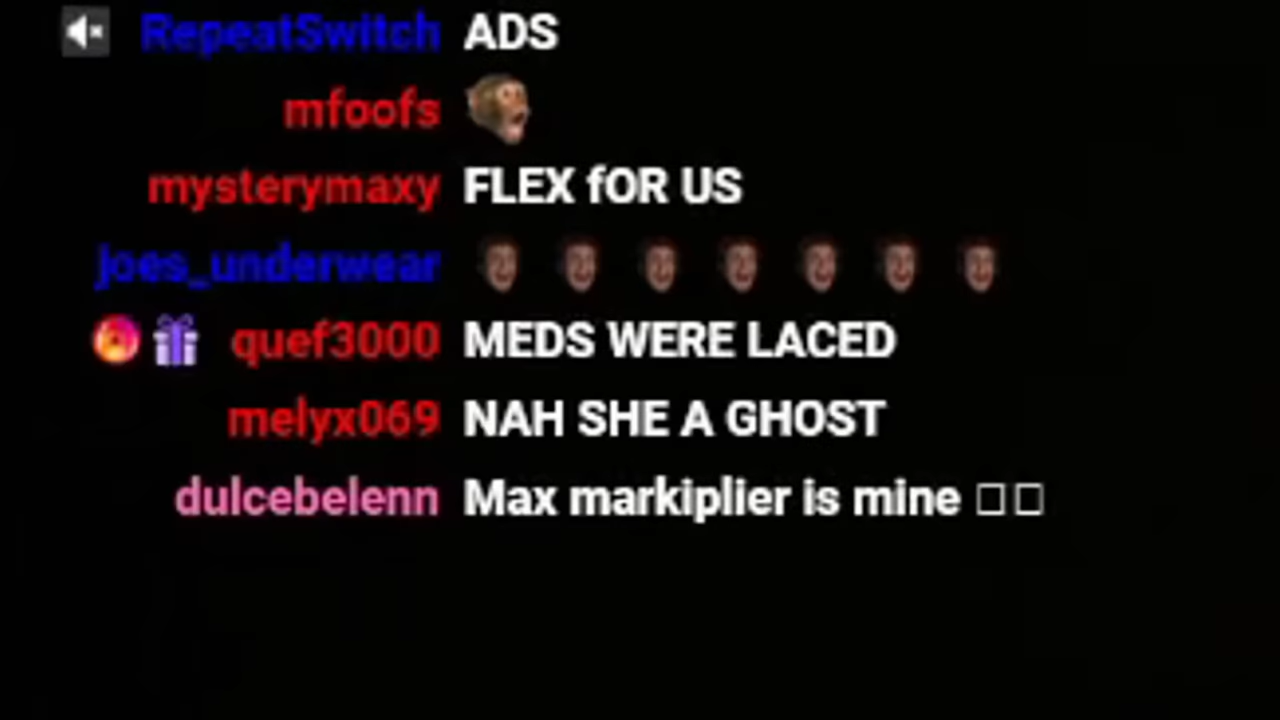 RepeatSwitch ADS
mfoofs
mysterymaxy FLEX fOR US
joes_underwear
quef3000 MEDS WERE LACED
melyx069 NAH SHE A GHOST
dulcebelenn Max markiplier is mine □□